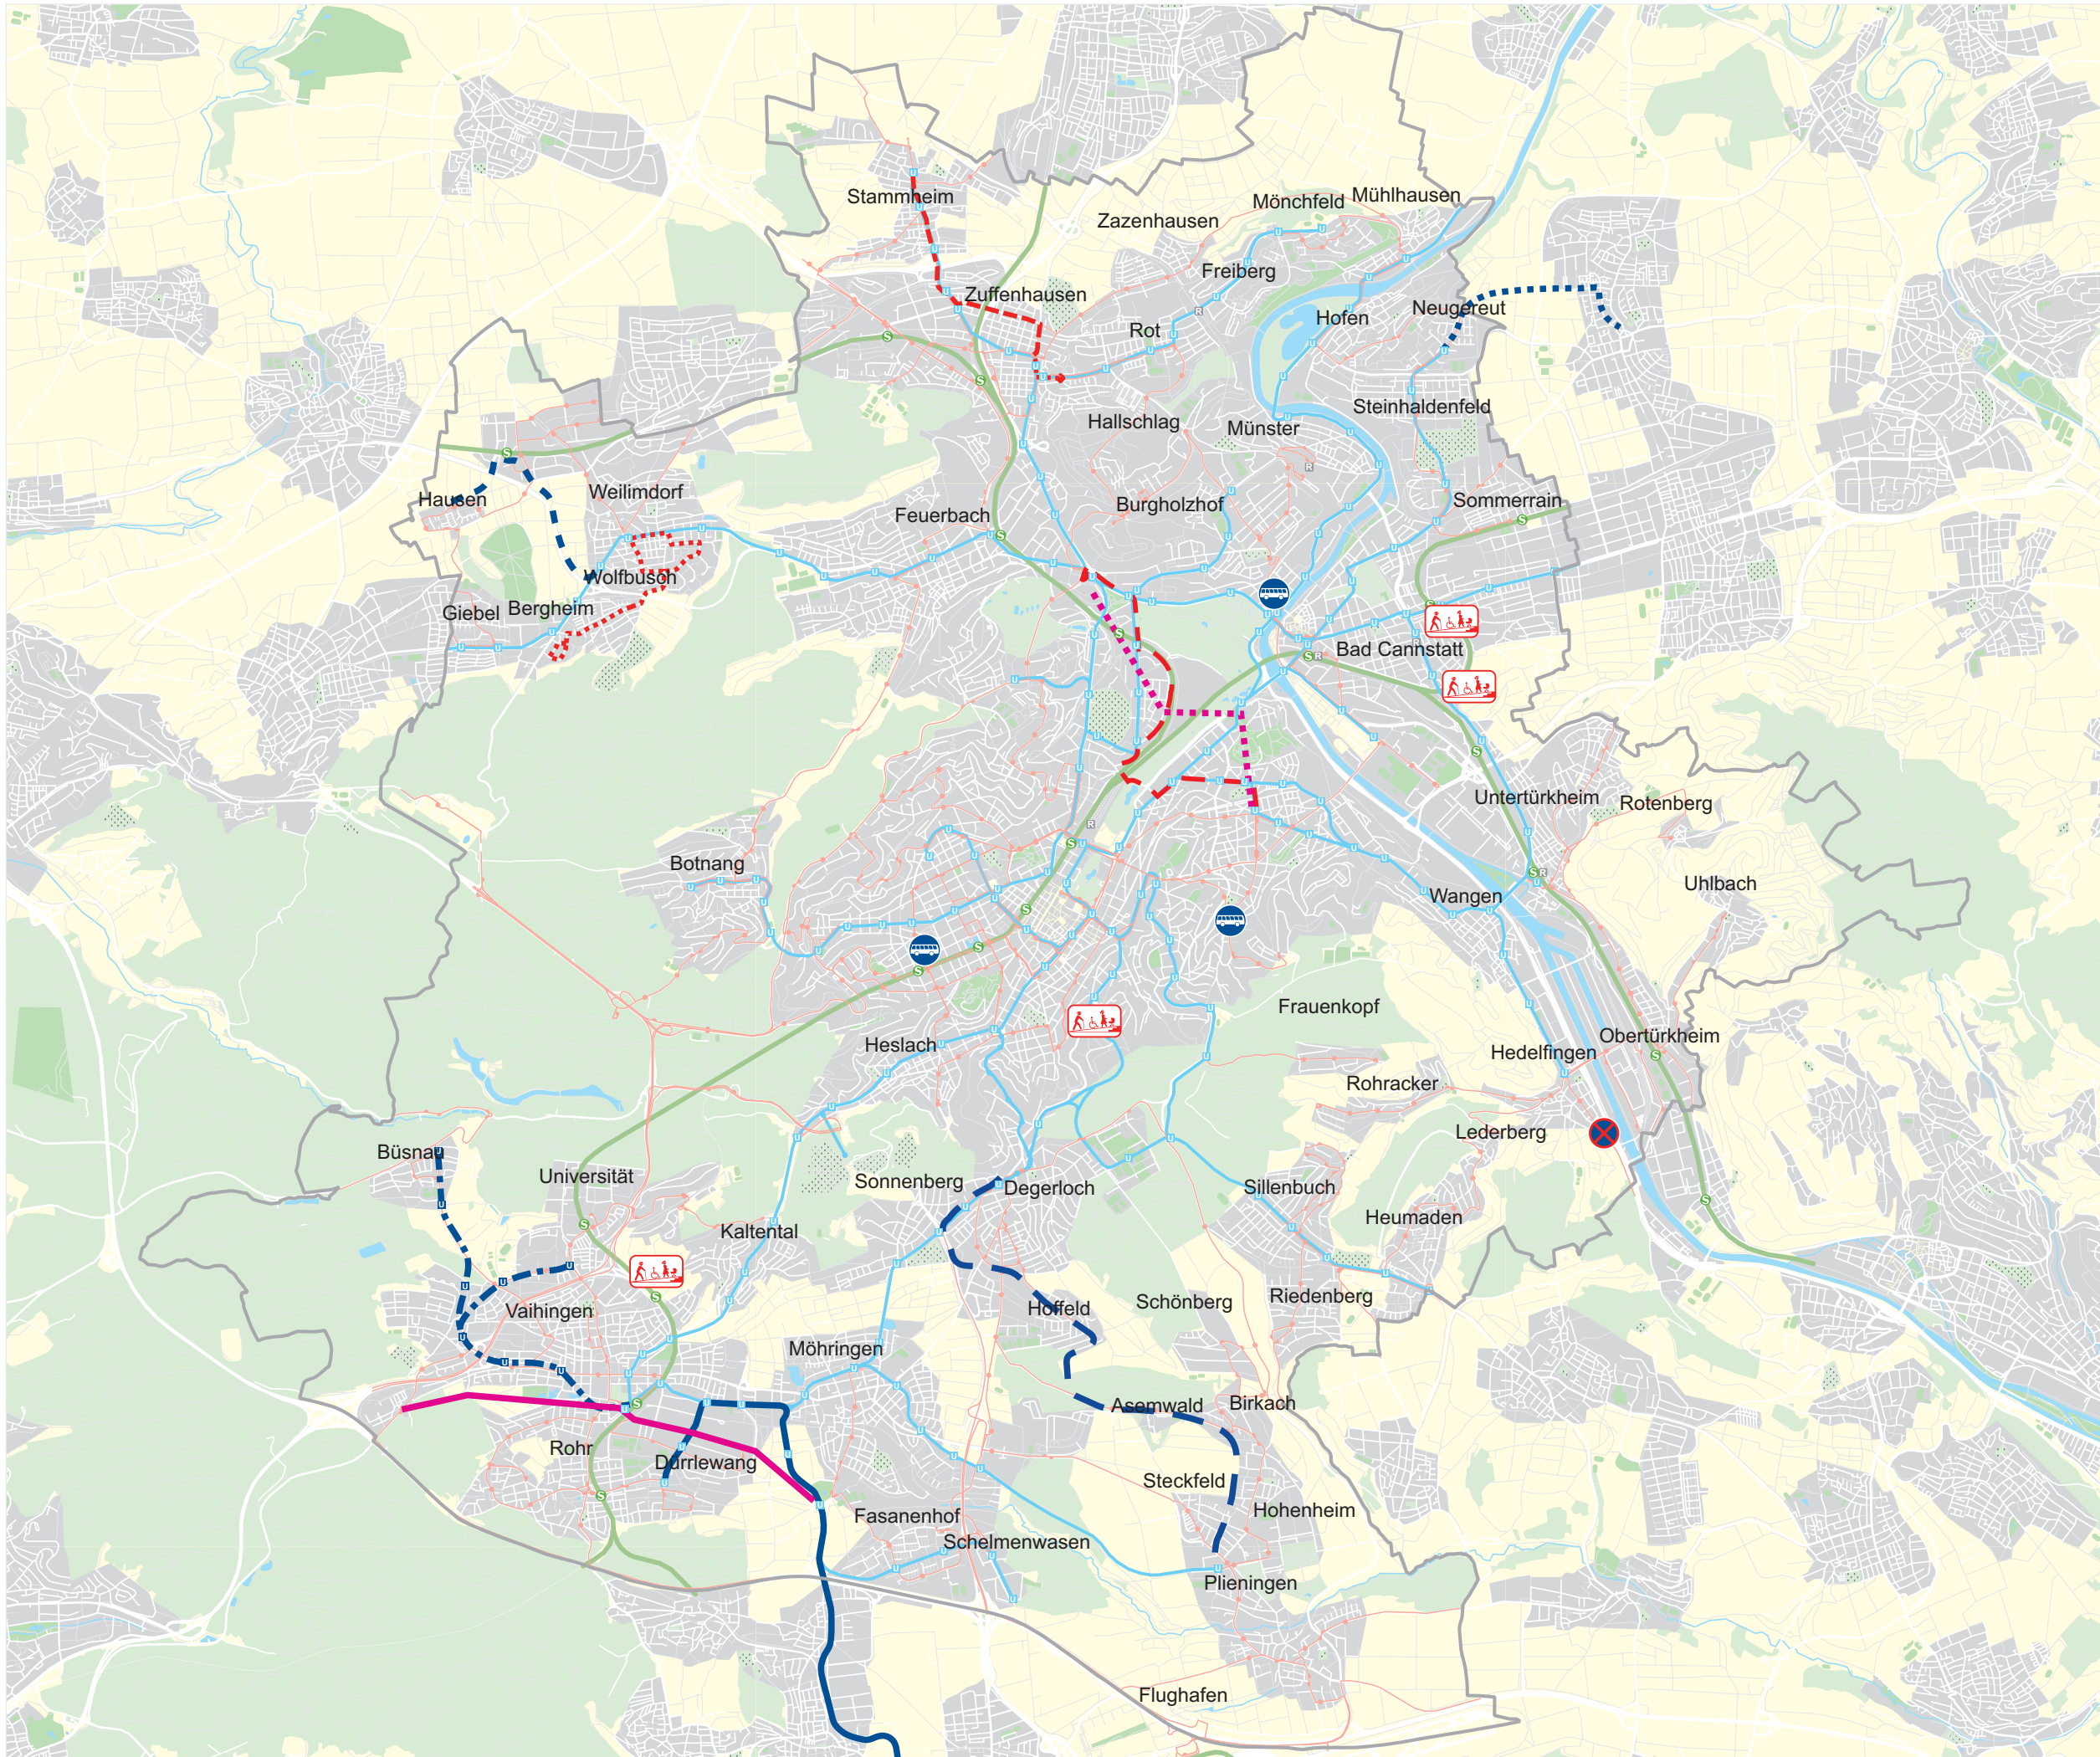 Stammheim
Mönchfeld
Mühlhausen
Zazenhausen
Freiberg
Zuffenhausen
Neugereut
Hofen
Rot
Steinhaldenfeld
Hallschlag
Münster
Hausen
Weilimdorf
Sommerrain
Burgholzhof
Feuerbach
Wolfbusch
Bergheim
Giebel
Bad Cannstatt
Untertürkheim
Rotenberg
Botnang
Uhlbach
Wangen
Frauenkopf
Obertürkheim
Heslach
Hedelfingen
Rohracker
Lederberg
Büsnau
Universität
Sonnenberg
Degerloch
Sillenbuch
Heumaden
Kaltental
Riedenberg
Schönberg
Hoffeld
Vaihingen
Möhringen
Birkach
Asemwald
Rohr
Dürrlewang
Steckfeld
Hohenheim
Fasanenhof
Schelmenwasen
Plieningen
Flughafen